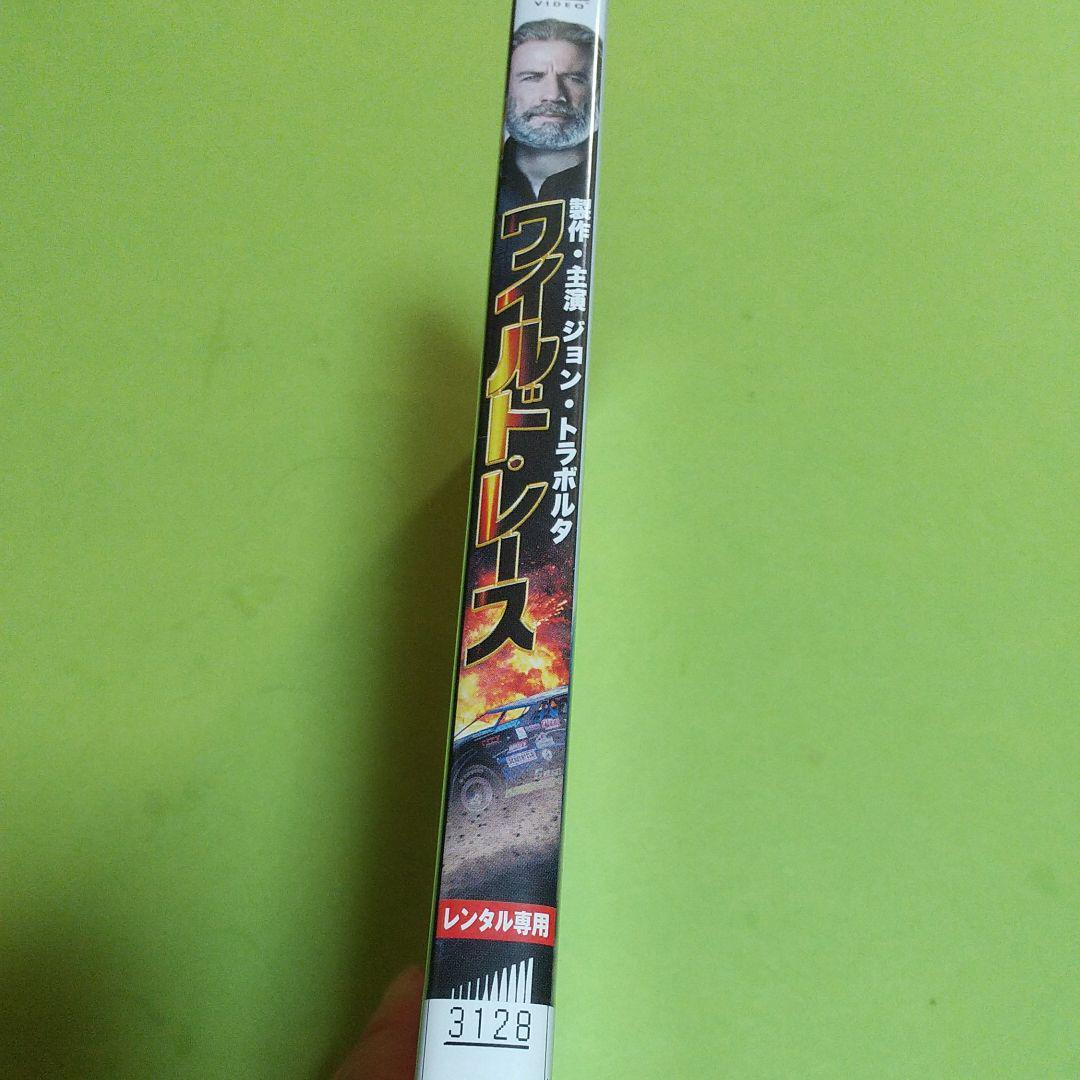 VIDEO
製作・主演 ジョン・トラボルタ
ワイルド・レース
レンタル専用
3128